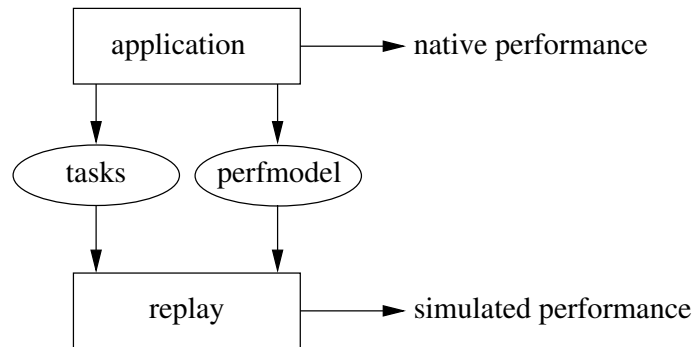 application
native performance
tasks
perfmodel
replay
simulated performance